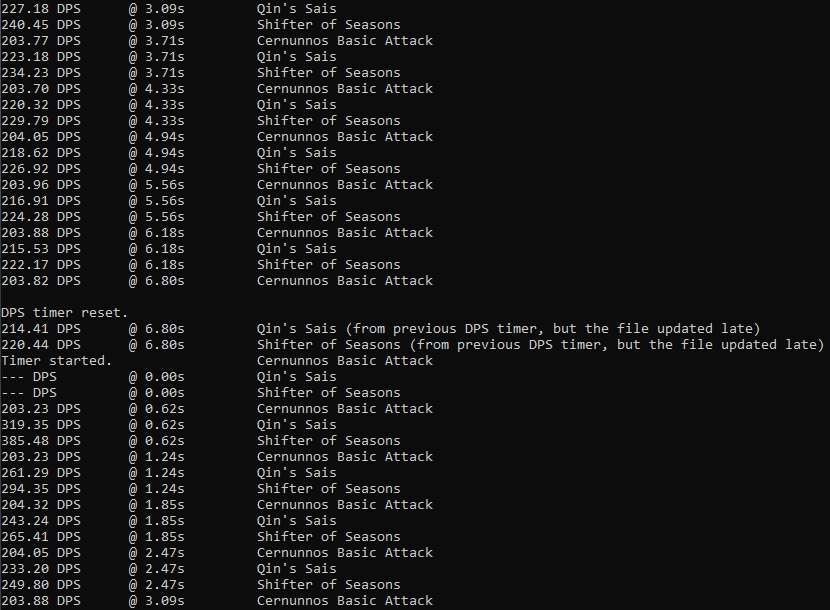 227.18 DPS @ 3.09s Qin's Sais
240.45 DPS @ 3.09s Shifter of Seasons
203.77 DPS @ 3.71s Cernunnos Basic Attack
223.18 DPS @ 3.71s Qin's Sais
234.23 DPS @ 3.71s Shifter of Seasons
203.70 DPS @ 4.33s Cernunnos Basic Attack
220.32 DPS @ 4.33s Qin's Sais
229.79 DPS @ 4.33s Shifter of Seasons
204.05 DPS @ 4.94s Cernunnos Basic Attack
218.62 DPS @ 4.94s Qin's Sais
226.92 DPS @ 4.94s Shifter of Seasons
203.96 DPS @ 5.56s Cernunnos Basic Attack
216.91 DPS @ 5.56s Qin's Sais
224.28 DPS @ 5.56s Shifter of Seasons
203.88 DPS @ 6.18s Cernunnos Basic Attack
215.53 DPS @ 6.18s Qin's Sais
222.17 DPS @ 6.18s Shifter of Seasons
203.82 DPS @ 6.80s Cernunnos Basic Attack
DPS timer reset.
214.41 DPS @ 6.80s Qin's Sais (from previous DPS timer, but the file updated late)
220.44 DPS @ 6.80s Shifter of Seasons (from previous DPS timer, but the file updated late)
Timer started. Cernunnos Basic Attack
--- DPS @ 0.00s Qin's Sais
--- DPS @ 0.00s Shifter of Seasons
203.23 DPS @ 0.62s Cernunnos Basic Attack
319.35 DPS @ 0.62s Qin's Sais
385.48 DPS @ 0.62s Shifter of Seasons
203.23 DPS @ 1.24s Cernunnos Basic Attack
261.29 DPS @ 1.24s Qin's Sais
294.35 DPS @ 1.24s Shifter of Seasons
204.32 DPS @ 1.85s Cernunnos Basic Attack
243.24 DPS @ 1.85s Qin's Sais
265.41 DPS @ 1.85s Shifter of Seasons
204.05 DPS @ 2.47s Cernunnos Basic Attack
233.20 DPS @ 2.47s Qin's Sais
249.80 DPS @ 2.47s Shifter of Seasons
203.88 DPS @ 3.09s Cernunnos Basic Attack